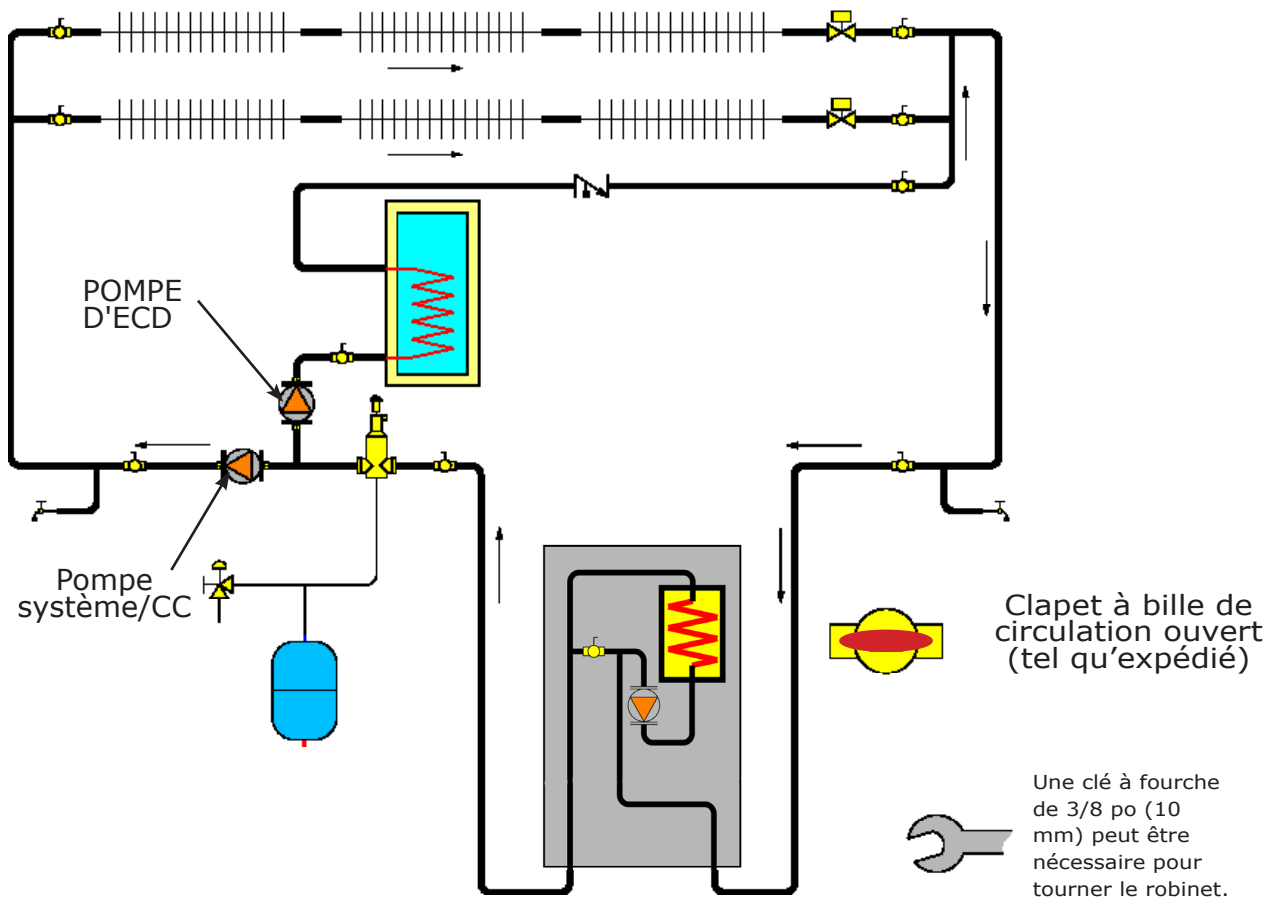 POMPE
D'ECD
Pompe
système/CC
Clapet à bille de
circulation ouvert
(tel qu’expédié)
Une clé à fourche
de 3/8 po (10
mm) peut être
nécessaire pour
tourner le robinet.